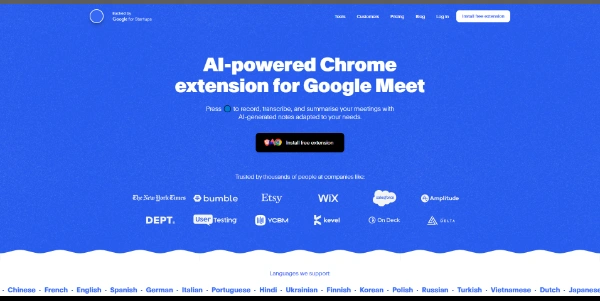 Backed by
Google for Startups
Tools Customers Pricing Blog Log in Install free extension
AI-powered Chrome
extension for Google Meet
Press to record, transcribe, and summarise your meetings with
AI-generated notes adapted to your needs.
Install free extension
Trusted by thousands of people at companies like:
The New York Times bumble Etsy WiX salesforce Amplitude
DEPT. UserTesting YCBM kevel On Deck DELTA
Languages we support
· Chinese · French · English · Spanish · German · Italian · Portuguese · Hindi · Ukrainian · Finnish · Korean · Polish · Russian · Turkish · Vietnamese · Dutch · Japanese